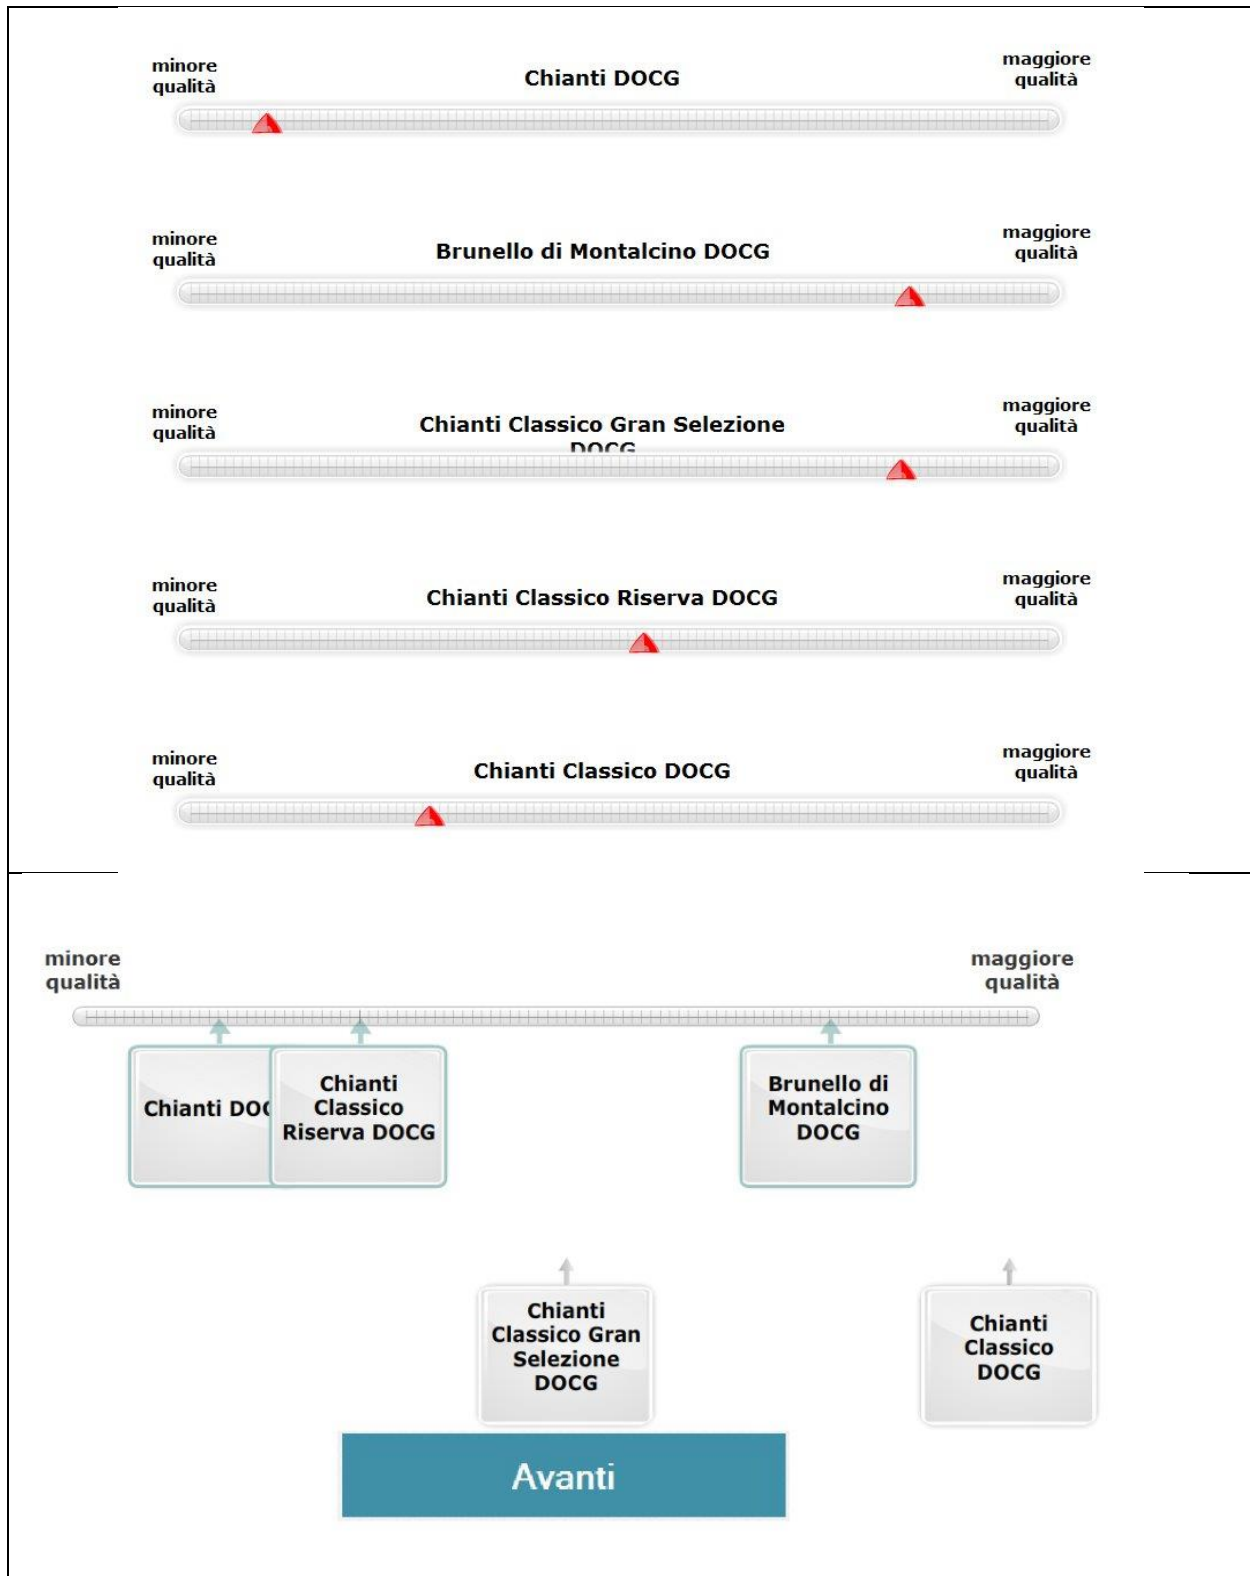 minore
qualità
Chianti DOCG
maggiore
qualità
minore
qualità
Brunello di Montalcino DOCG
maggiore
qualità
minore
qualità
Chianti Classico Gran Selezione
DOCG
maggiore
qualità
minore
qualità
Chianti Classico Riserva DOCG
maggiore
qualità
minore
qualità
Chianti Classico DOCG
maggiore
qualità
minore
qualità
maggiore
qualità
Chianti DOC
Chianti
Classico
Riserva DOCG
Brunello di
Montalcino
DOCG
Chianti
Classico Gran
Selezione
DOCG
Chianti
Classico
DOCG
Avanti